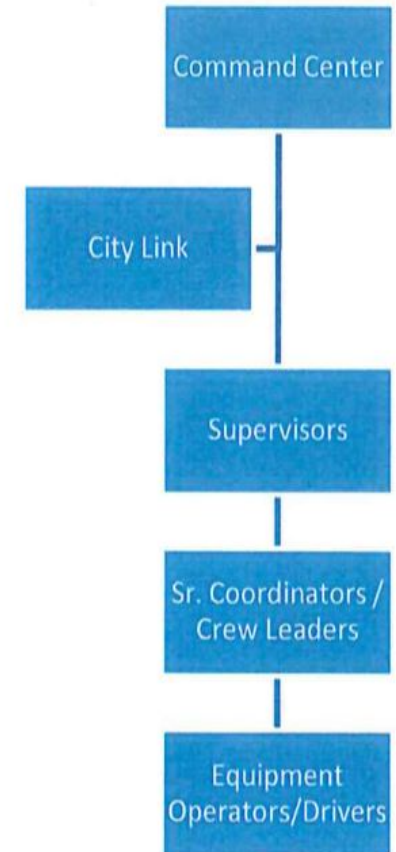 Command Center
City Link
Supervisors
Sr. Coordinators /
Crew Leaders
Equipment
Operators/Drivers